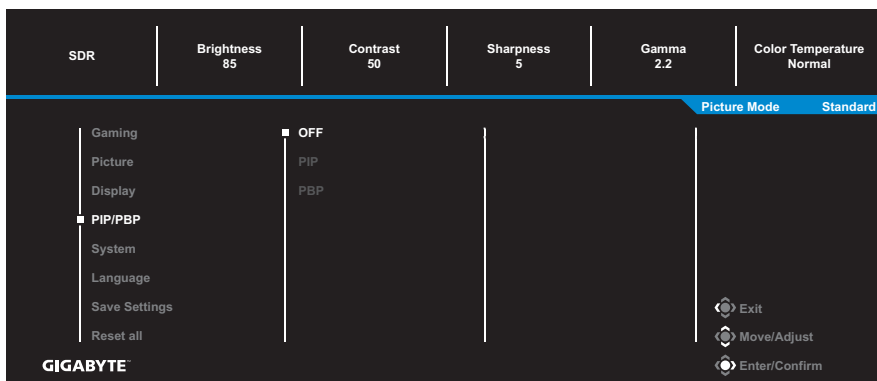 SDR
Brightness
85
Contrast
50
Sharpness
5
Gamma
2.2
Color Temperature
Normal
Picture Mode Standard
Gaming
Picture
Display
PIP/PBP
System
Language
Save Settings
Reset all
OFF
PIP
PBP
Exit
Move/Adjust
Enter/Confirm
GIGABYTE™